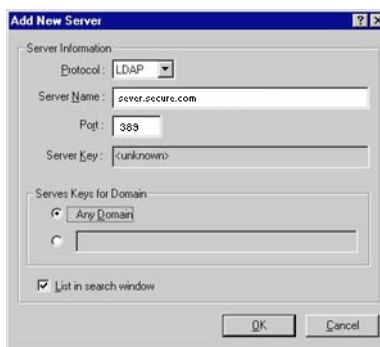 Add New Server
Server Information
Protocol : LDAP
Server Name : sever.secure.com
Port : 389
Server Key : <unknown>
Serves Keys for Domain
Any Domain
List in search window
OK Cancel